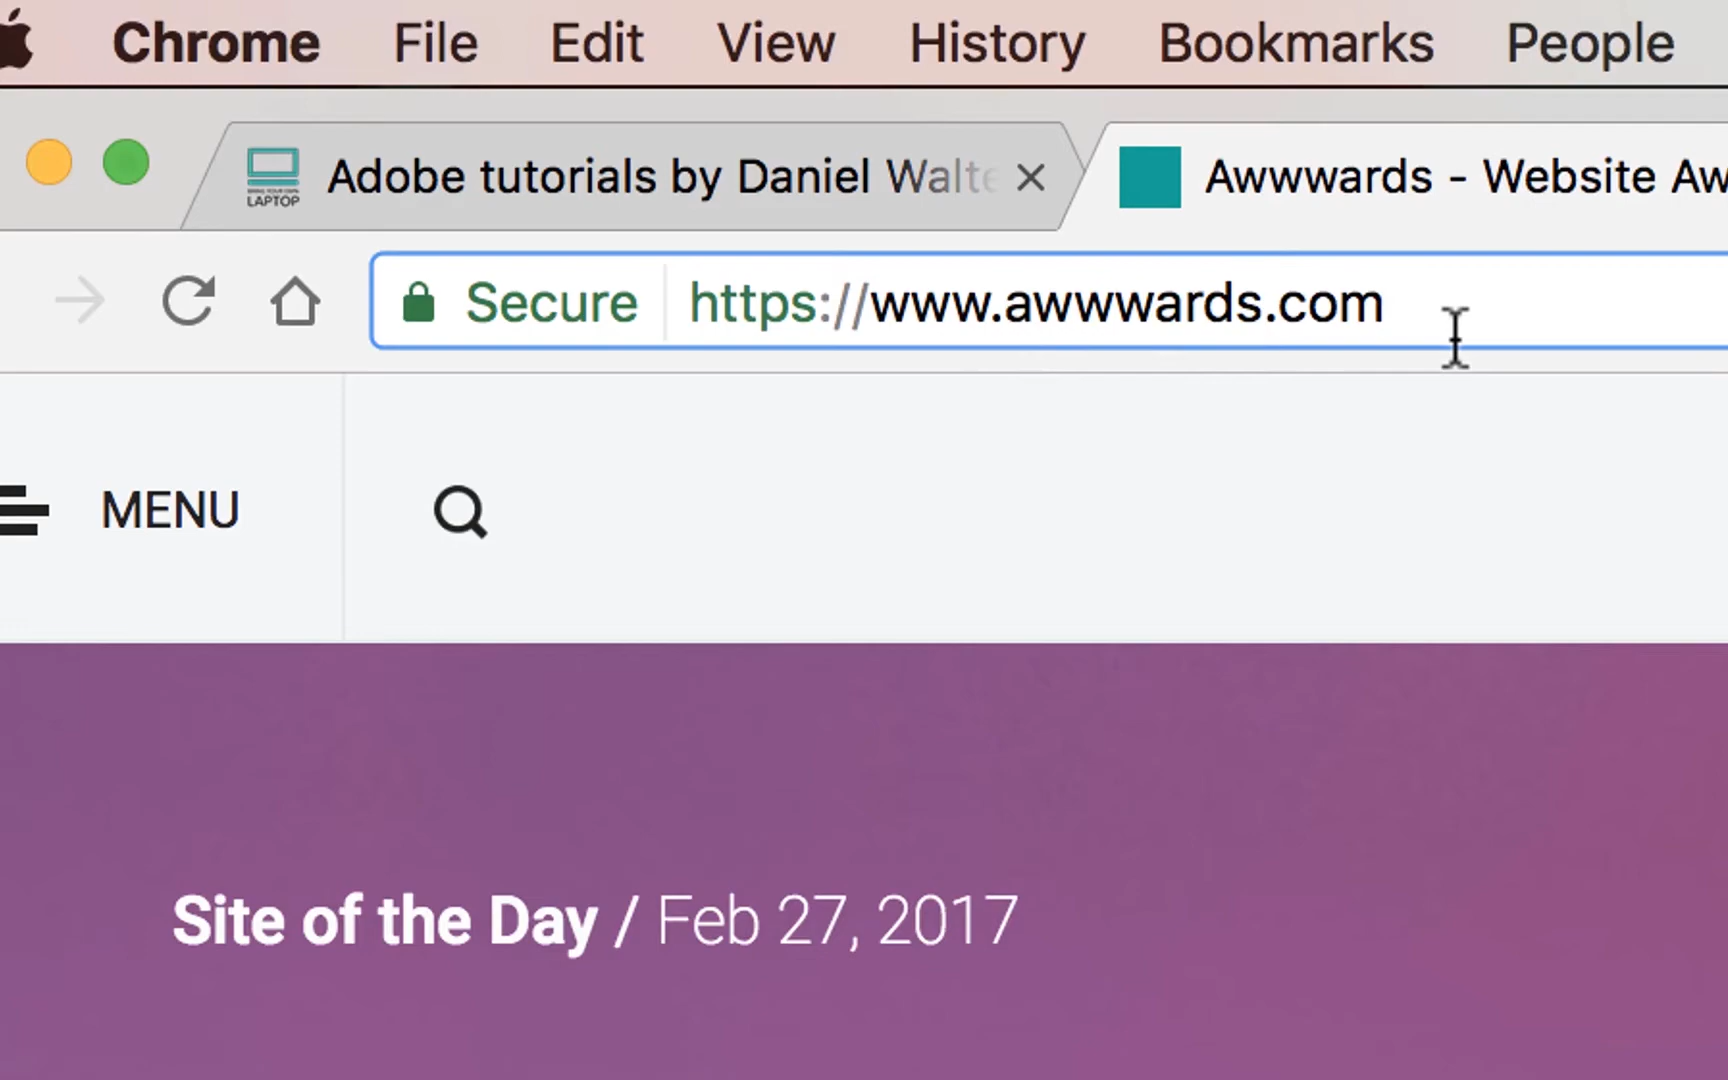 Chrome File Edit View History Bookmarks People
LAPTOP Adobe tutorials by Daniel Walte Awwwards - Website Aw
Secure https://www.awwwards.com
MENU
Site of the Day / Feb 27, 2017